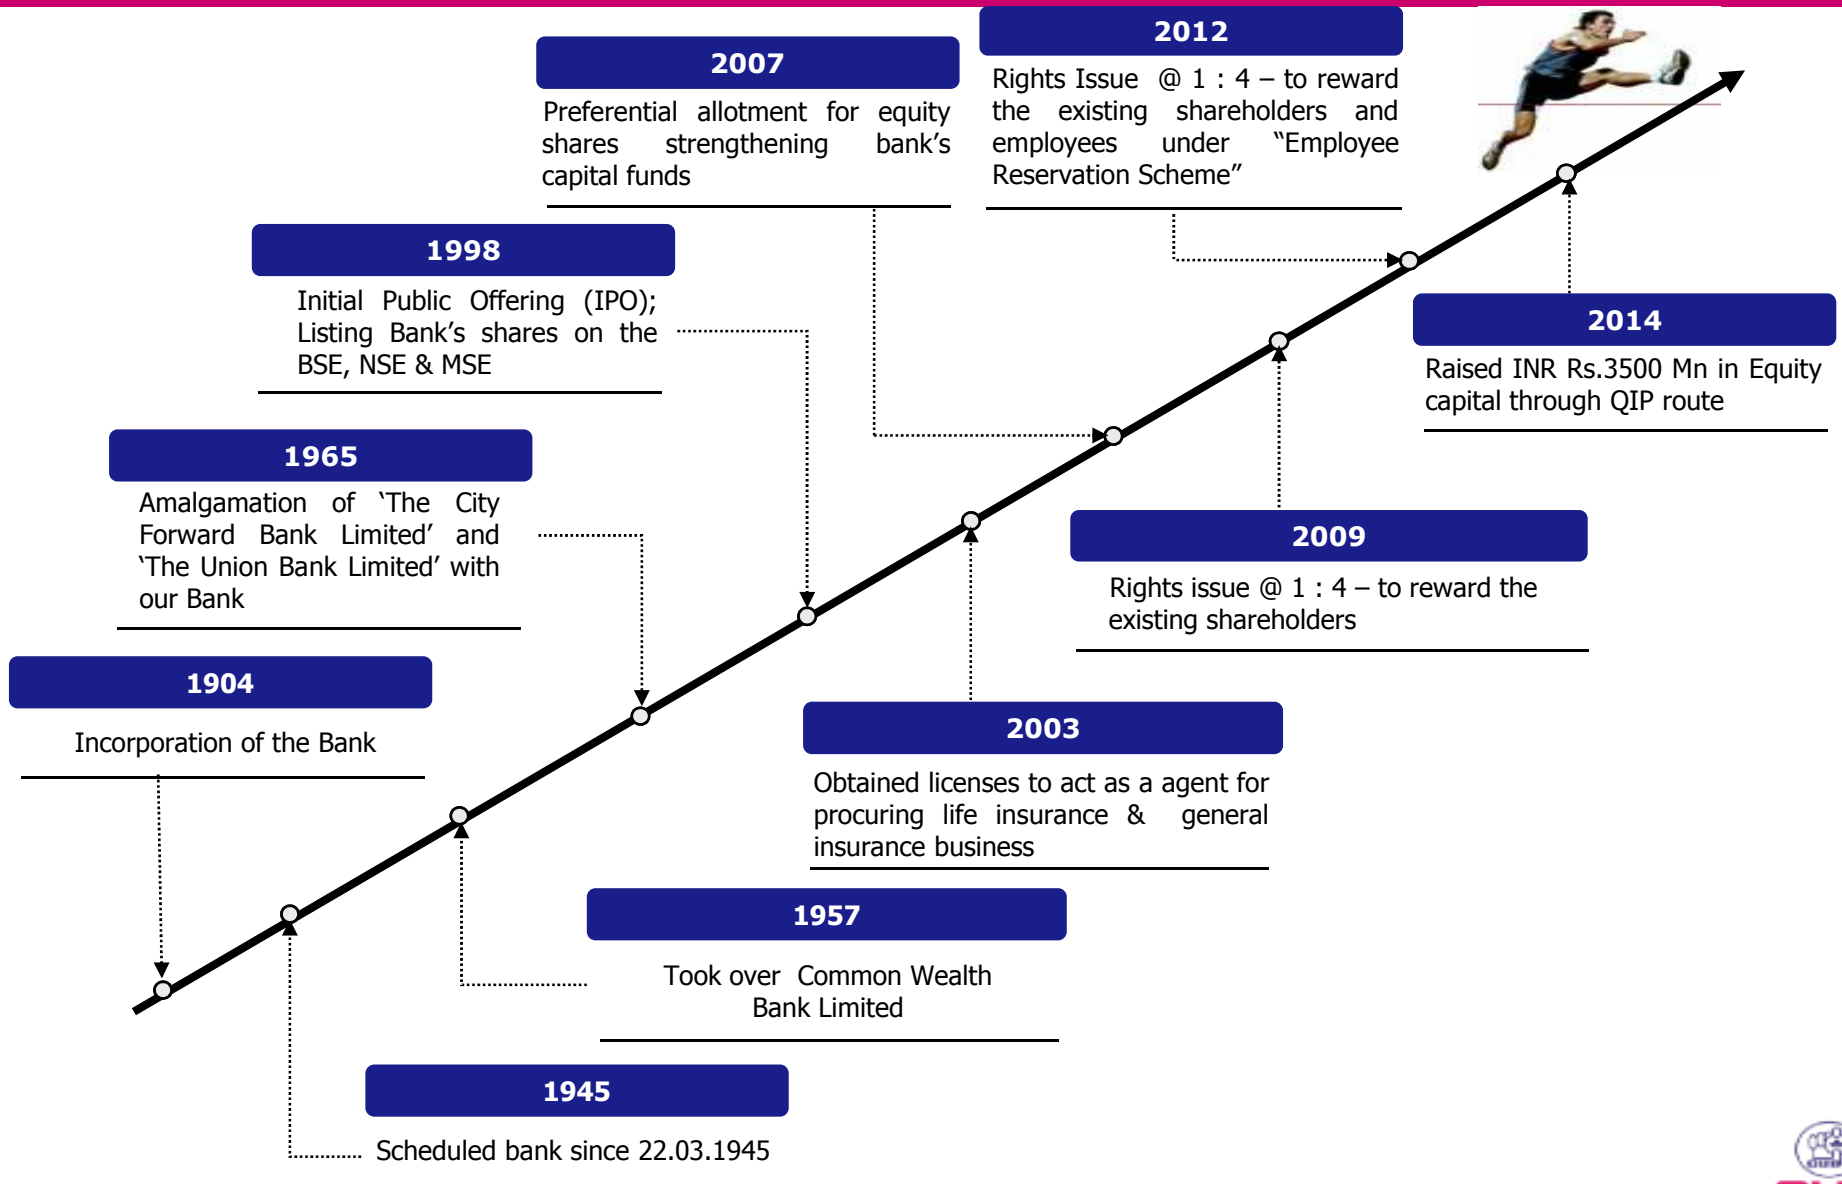 2012
Rights Issue @ 1 : 4 – to reward
the existing shareholders and
employees under “Employee
Reservation Scheme”
2007
Preferential allotment for equity
shares strengthening bank’s
capital funds
1998
Initial Public Offering (IPO);
Listing Bank’s shares on the
BSE, NSE & MSE
2014
Raised INR Rs.3500 Mn in Equity
capital through QIP route
1965
Amalgamation of ‘The City
Forward Bank Limited’ and
‘The Union Bank Limited’ with
our Bank
2009
Rights issue @ 1 : 4 – to reward the
existing shareholders
1904
Incorporation of the Bank
2003
Obtained licenses to act as a agent for
procuring life insurance & general
insurance business
1957
Took over Common Wealth
Bank Limited
1945
Scheduled bank since 22.03.1945